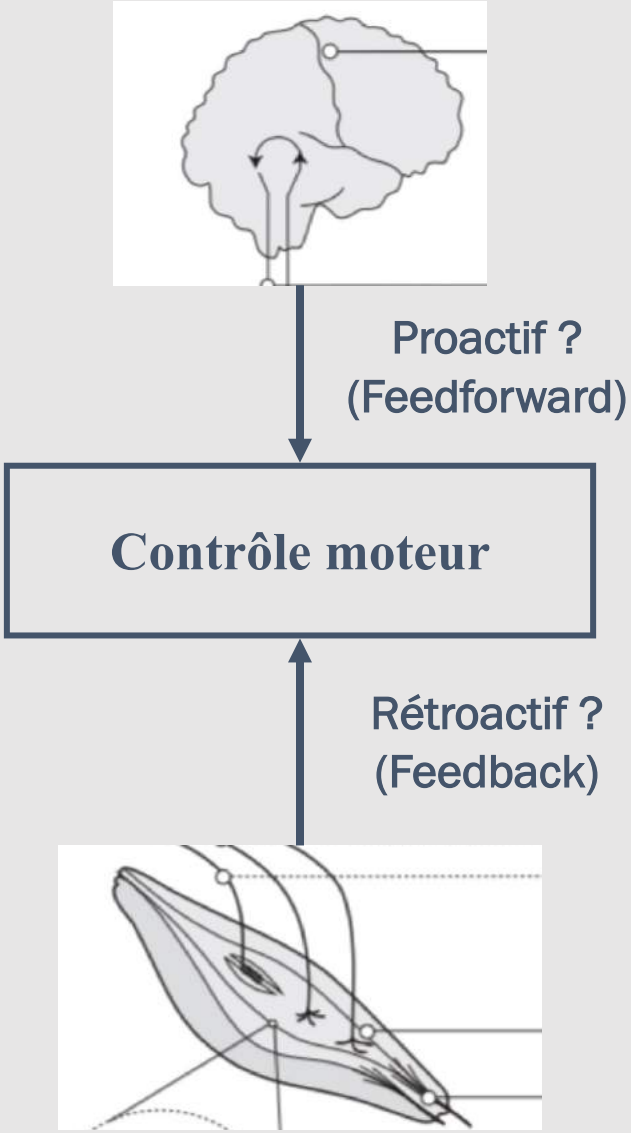 Proactif ?
(Feedforward)
Contrôle moteur
Rétroactif ?
(Feedback)